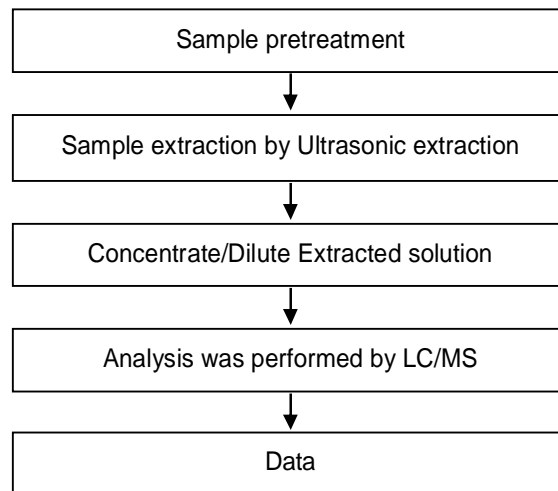 Sample pretreatment
Sample extraction by Ultrasonic extraction
Concentrate/Dilute Extracted solution
Analysis was performed by LC/MS
Data